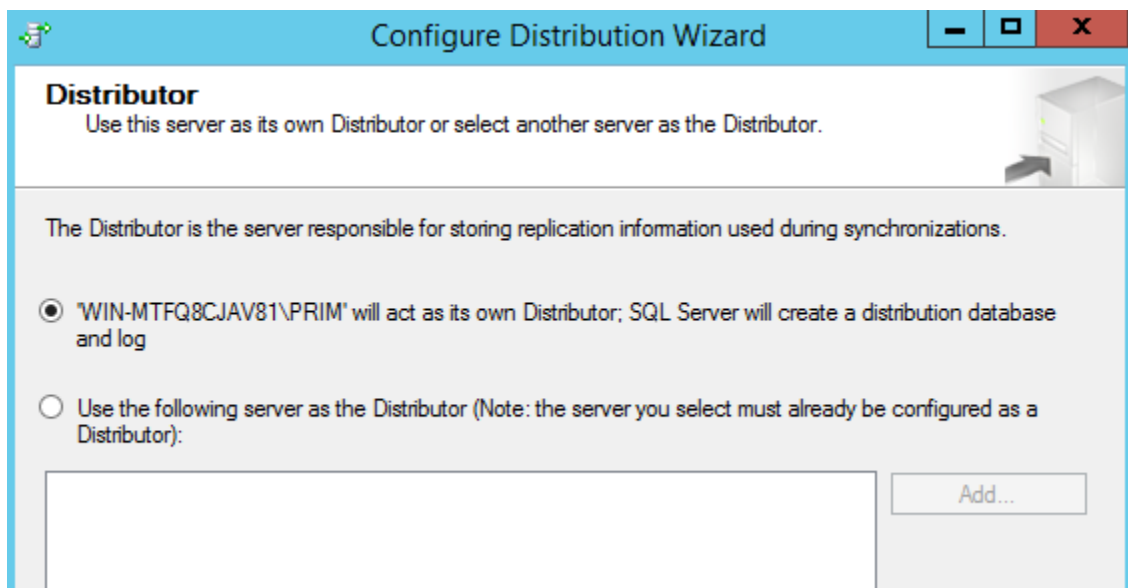 Configure Distribution Wizard
Distributor
Use this server as its own Distributor or select another server as the Distributor.
The Distributor is the server responsible for storing replication information used during synchronizations.
'WIN-MTFQ8CJAV81\PRIM' will act as its own Distributor; SQL Server will create a distribution database
and log
Use the following server as the Distributor (Note: the server you select must already be configured as a
Distributor):
Add...